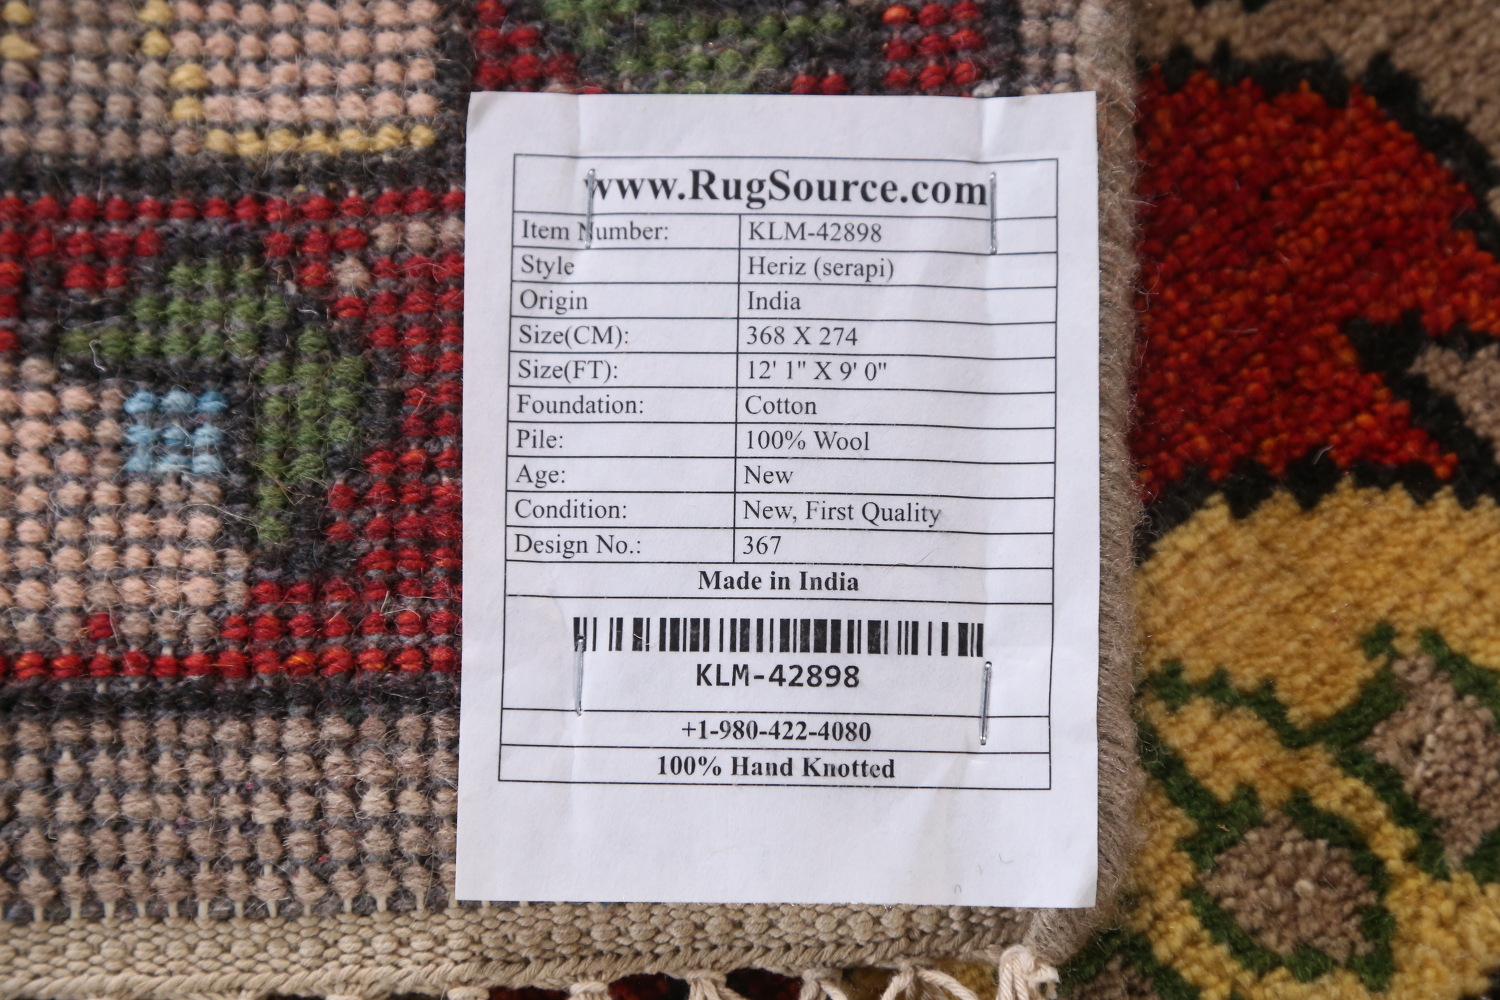 www.RugSource.com
Item Number: KLM-42898
Style Heriz (serapi)
Origin India
Size(CM): 368 X 274
Size(FT): 12' 1" X 9' 0"
Foundation: Cotton
Pile: 100% Wool
Age: New
Condition: New, First Quality
Design No.: 367
Made in India
KLM-42898
+1-980-422-4080
100% Hand Knotted